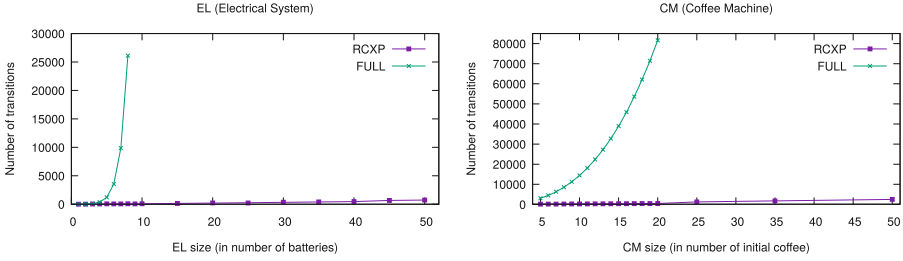 EL (Electrical System)
Number of transitions
30000
25000
20000
15000
10000
5000
0
RCXP
FULL
0 10 20 30 40 50
EL size (in number of batteries)
CM (Coffee Machine)
Number of transitions
80000
70000
60000
50000
40000
30000
20000
10000
0
RCXP
FULL
5 10 15 20 25 30 35 40 45 50
CM size (in number of initial coffee)